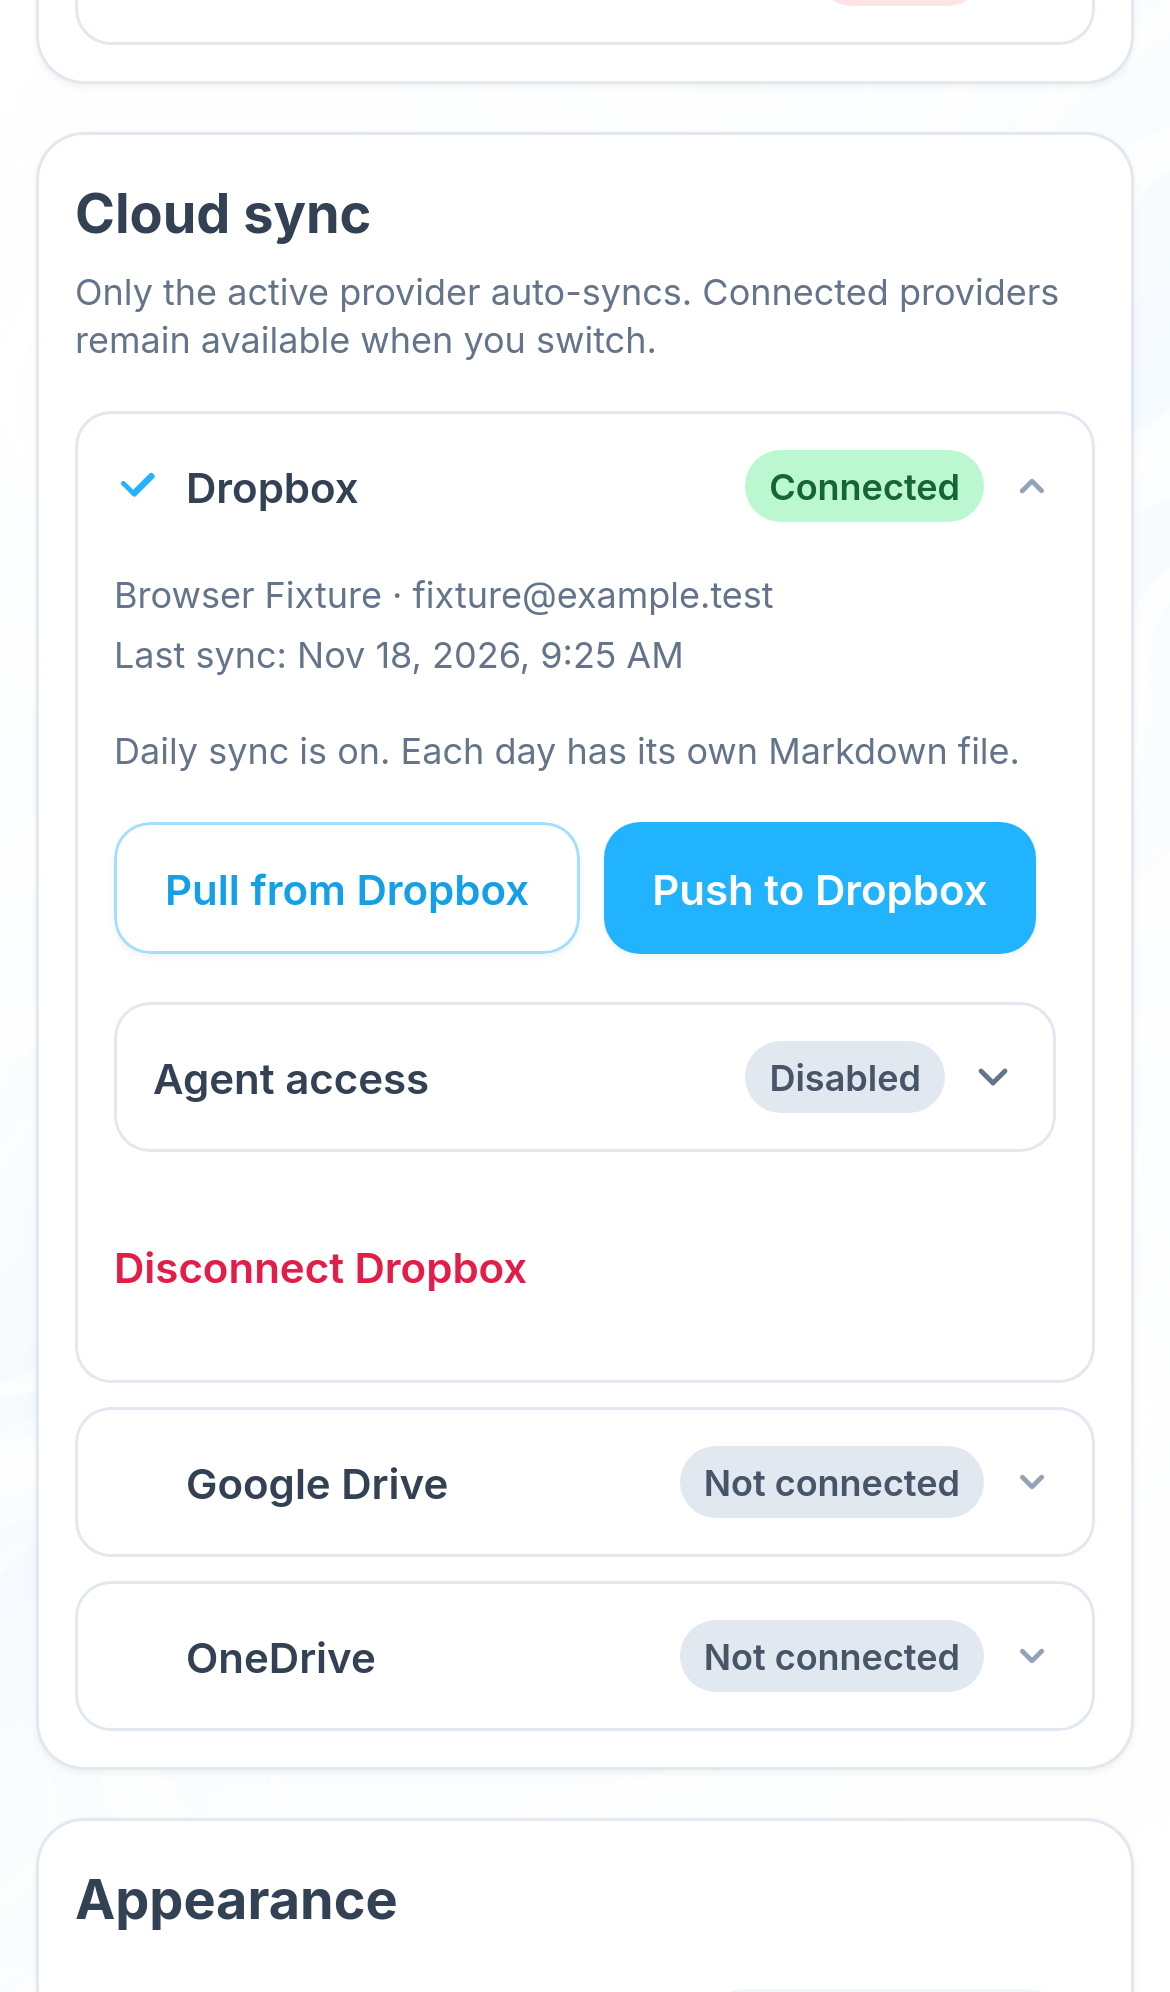 Cloud sync
Only the active provider auto-syncs. Connected providers
remain available when you switch.
Dropbox
Connected
Browser Fixture · fixture@example.test
Last sync: Nov 18, 2026, 9:25 AM
Daily sync is on. Each day has its own Markdown file.
Pull from Dropbox
Push to Dropbox
Agent access
Disabled
Disconnect Dropbox
Google Drive
Not connected
OneDrive
Not connected
Appearance